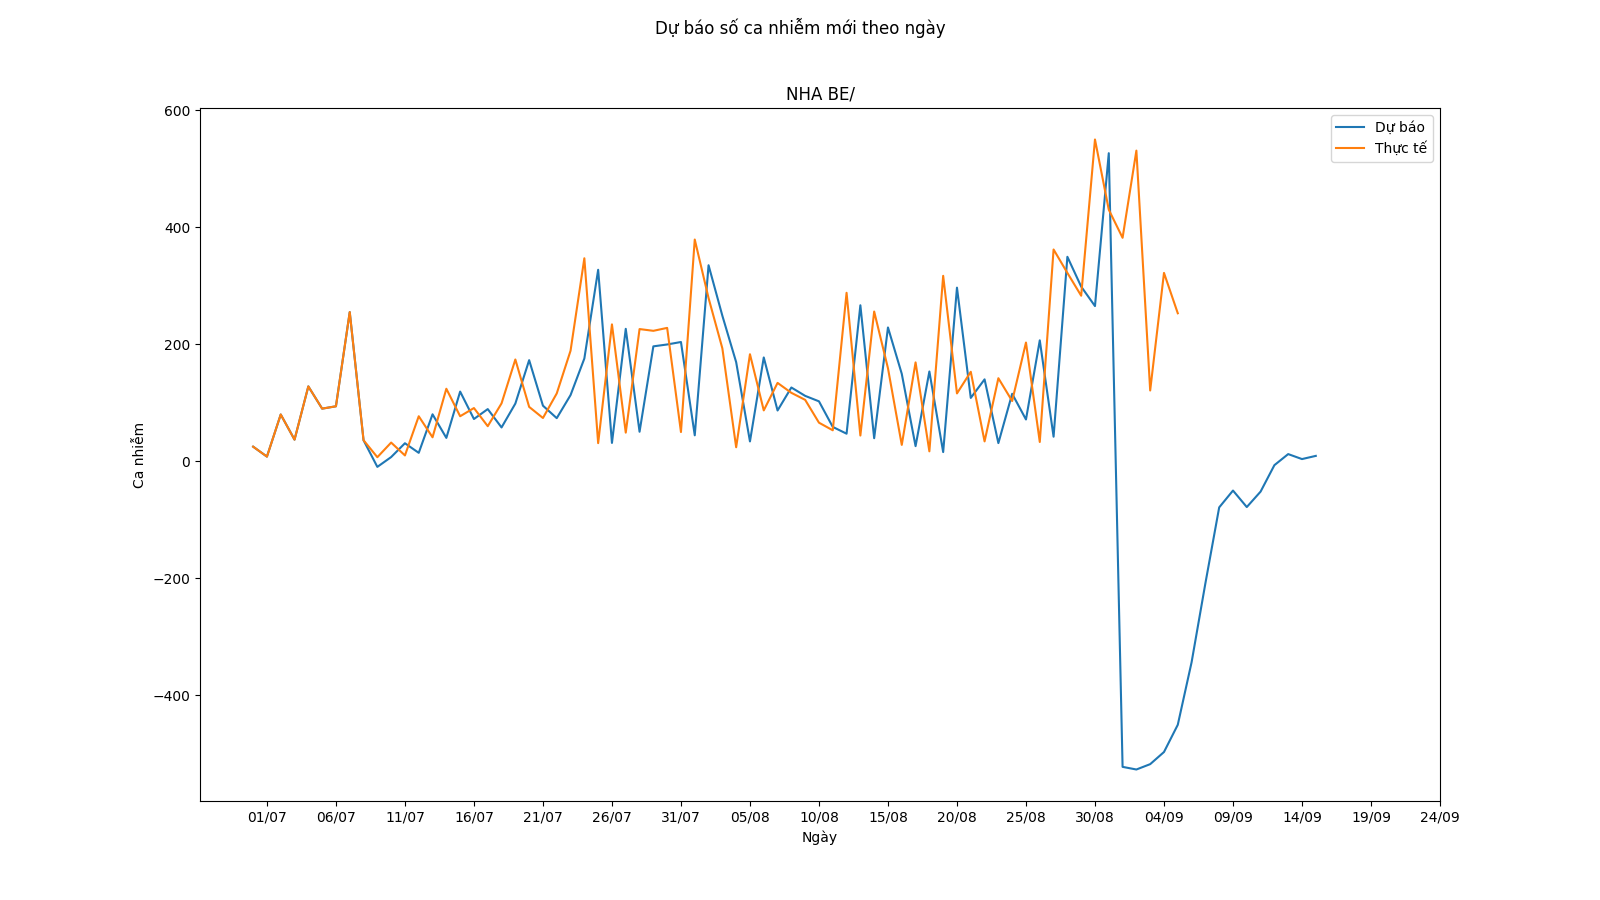 Dự báo số ca nhiễm mới theo ngày
NHA BE/
Dự báo
Thực tế
600
400
200
0
−200
−400
Ca nhiễm
01/07 06/07 11/07 16/07 21/07 26/07 31/07 05/08 10/08 15/08 20/08 25/08 30/08 04/09 09/09 14/09 19/09 24/09
Ngày